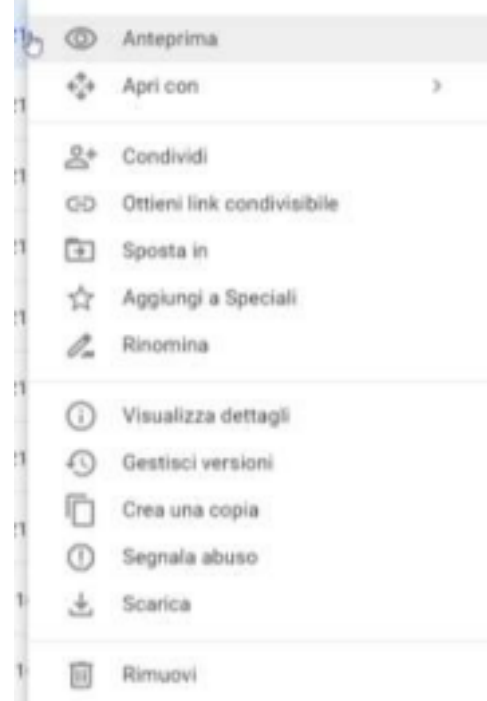 Anteprima
Apri con
Condividi
Ottieni link condivisibile
Sposta in
Aggiungi a Speciali
Rinomina
Visualizza dettagli
Gestisci versioni
Crea una copia
Segnala abuso
Scarica
Rimuovi